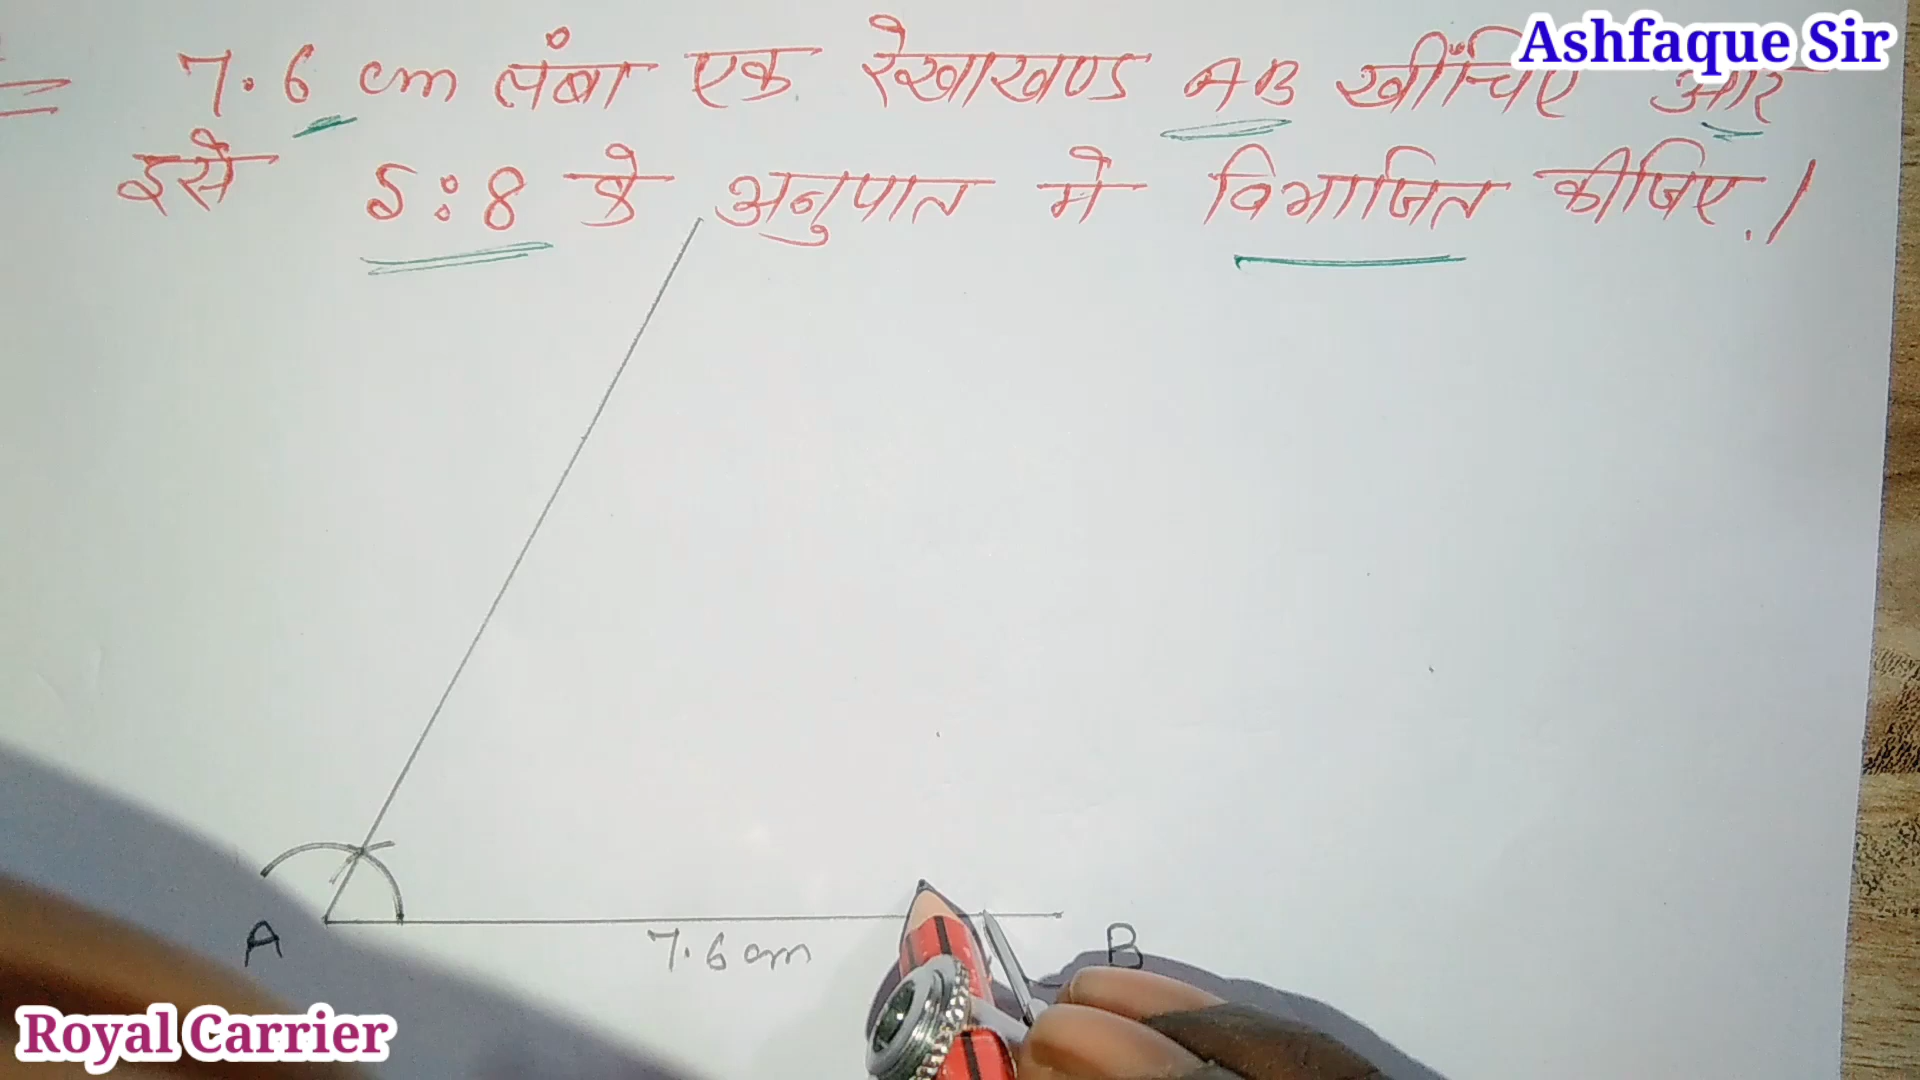 Ashfaque Sir
7.6 cm लंबा एक रेखाखण्ड AB खींचिए और
इसे 5:8 के अनुपात मे विभाजित कीजिए।
A
7.6 cm
B
Royal Carrier